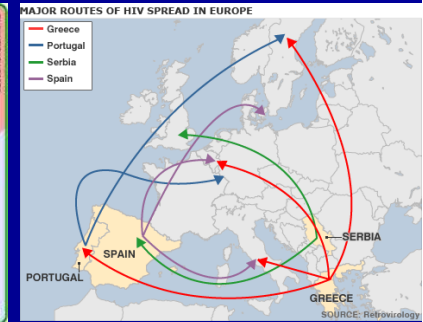 MAJOR ROUTES OF HIV SPREAD IN EUROPE
Greece
Portugal
Serbia
Spain
SERBIA
SPAIN
PORTUGAL
GREECE
SOURCE: Retrovirology